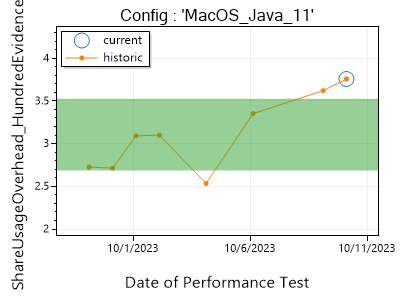 Config : 'MacOS_Java_11'
current
historic
ShareUsageOverhead_HundredEvidence
4
3.5
3
2.5
2
10/1/2023
10/6/2023
10/11/2023
Date of Performance Test